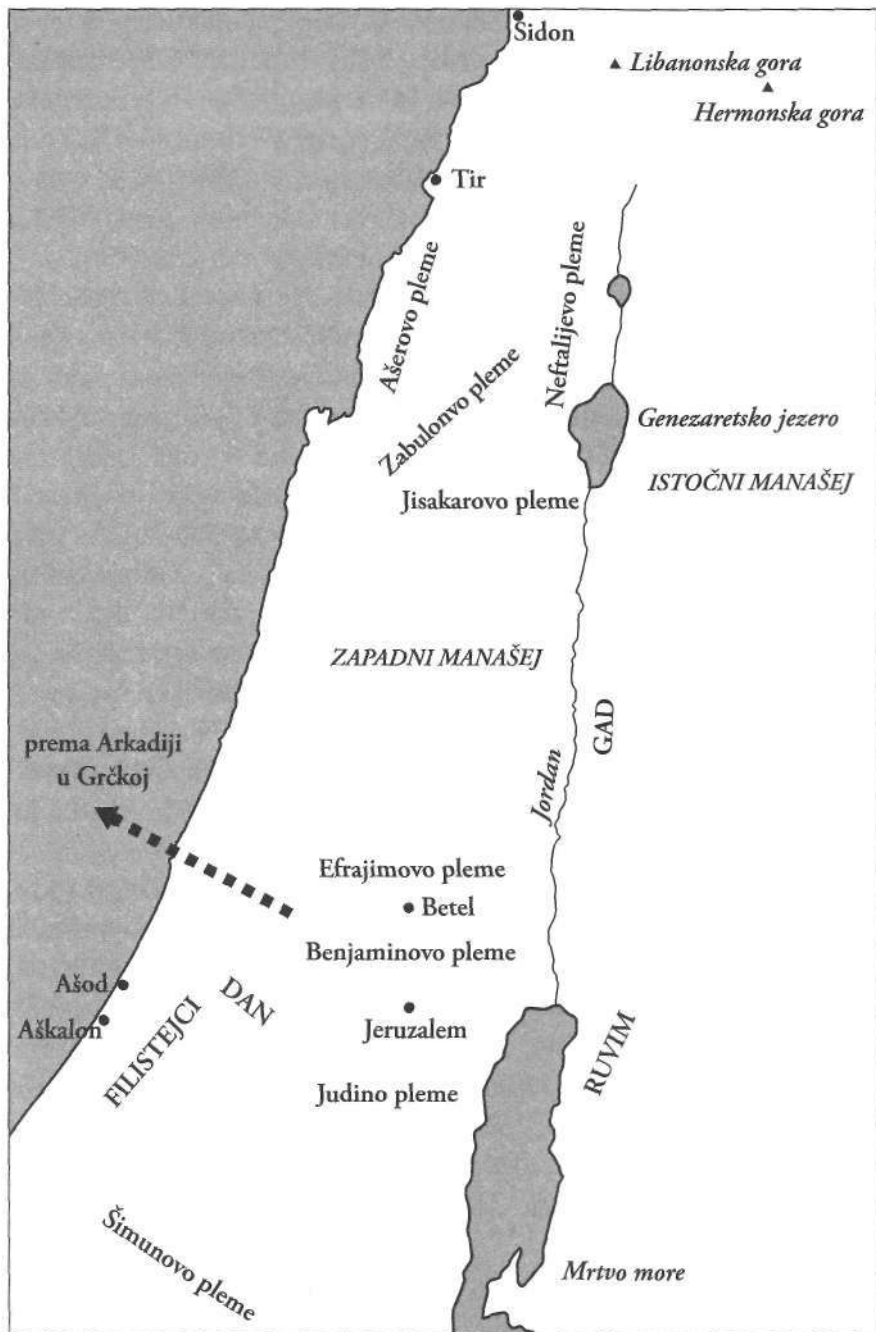 Sidon
Libanonska gora
Hermonska gora
Tir
Ašerovo pleme
Neftalijevo pleme
Zabulonvo pleme
Genezaretsko jezero
ISTOČNI MANAŠEJ
Jisakarovo pleme
ZAPADNI MANAŠEJ
GAD
prema Arkadiji
u Grčkoj
Jordan
Efrajimovo pleme
Betel
Benjaminovo pleme
Ašod
DAN
Aškalon
FILISTEJCI
Jeruzalem
RUVIM
Judino pleme
Šimunovo pleme
Mrtvo more